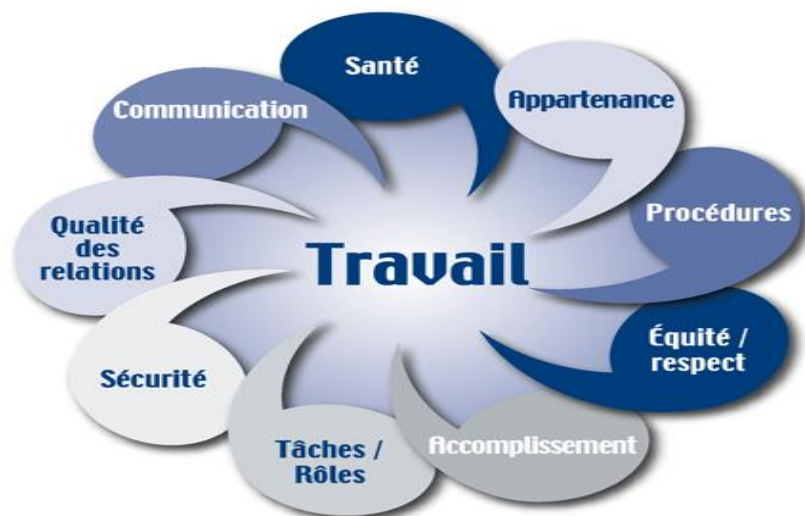 Santé
Appartenance
Communication
Procédures
Qualité
des
relations
Travail
Équité /
respect
Sécurité
Accomplissement
Tâches /
Rôles